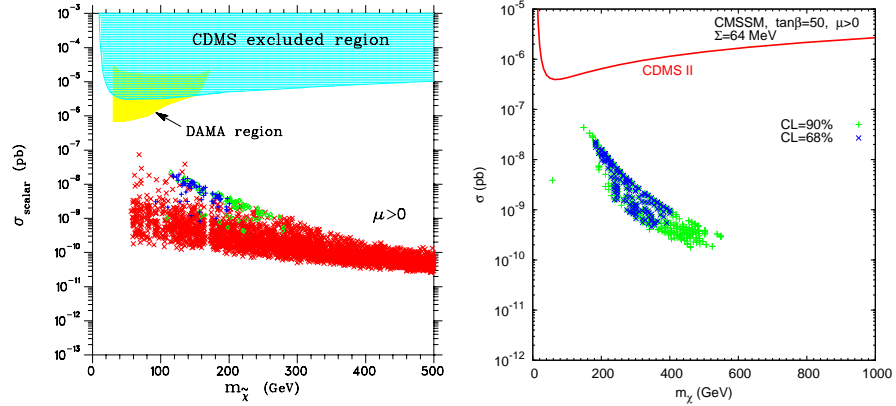 10⁻³
10⁻⁴
10⁻⁵
10⁻⁶
10⁻⁷
10⁻⁸
10⁻⁹
10⁻¹⁰
10⁻¹¹
10⁻¹²
10⁻¹³
σ scalar (pb)
CDMS excluded region
DAMA region
μ>0
0 100 200 300 400 500
m_χ̃ (GeV)
10⁻⁵
10⁻⁶
10⁻⁷
10⁻⁸
10⁻⁹
10⁻¹⁰
10⁻¹¹
10⁻¹²
σ (pb)
CMSSM, tanβ=50, μ>0
Σ=64 MeV
CDMS II
CL=90%
CL=68%
0 200 400 600 800 1000
m_χ (GeV)